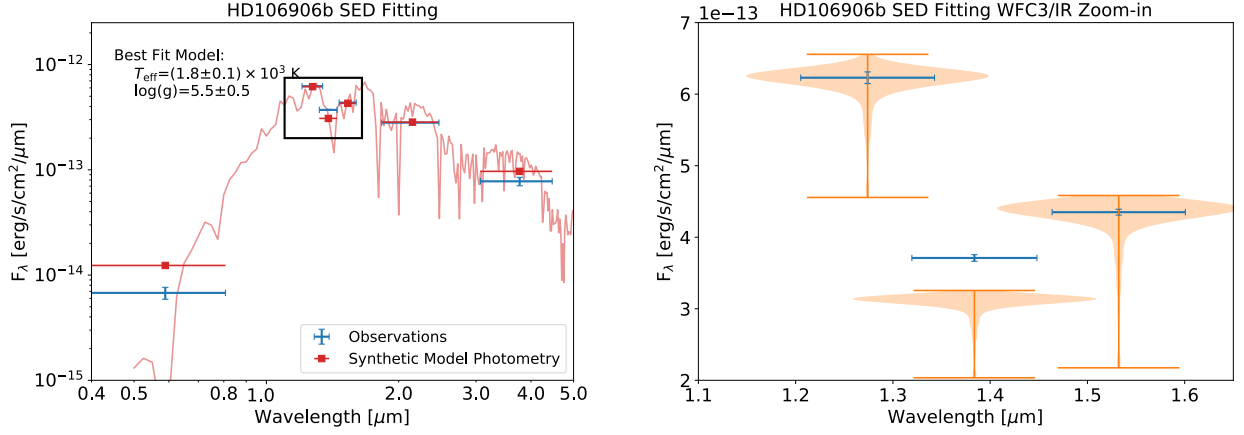 HD106906b SED Fitting
Best Fit Model:
T_eff=(1.8±0.1) × 10³ K
log(g)=5.5±0.5
10⁻¹²
10⁻¹³
10⁻¹⁴
10⁻¹⁵
F_λ [erg/s/cm²/μm]
Observations
Synthetic Model Photometry
0.4 0.6 0.8 1.0 2.0 3.0 4.0 5.0
Wavelength [μm]
HD106906b SED Fitting WFC3/IR Zoom-in
1e−13
7
6
5
4
3
2
F_λ [erg/s/cm²/μm]
1.1 1.2 1.3 1.4 1.5 1.6
Wavelength [μm]